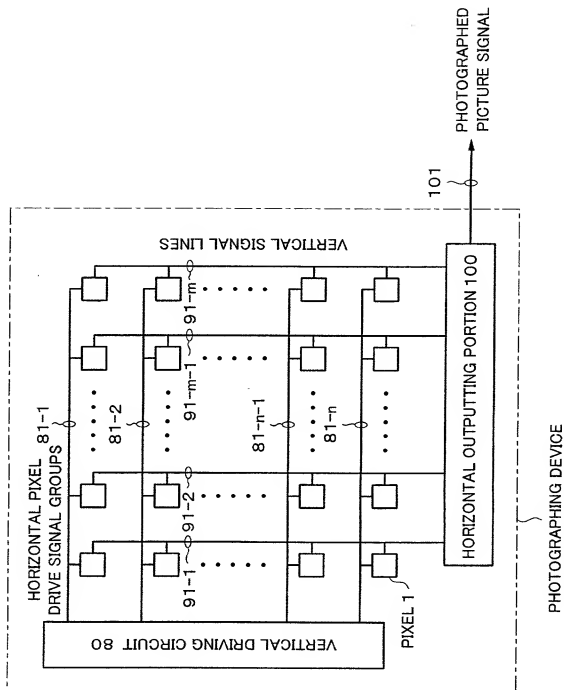 PHOTOGRAPHED
PICTURE SIGNAL
101
VERTICAL SIGNAL LINES
HORIZONTAL PIXEL
DRIVE SIGNAL GROUPS
81-1
81-2
81-n-1
81-n
91-1
91-2
91-m-1
91-m
VERTICAL DRIVING CIRCUIT 80
PIXEL 1
HORIZONTAL OUTPUTTING PORTION 100
PHOTOGRAPHING DEVICE